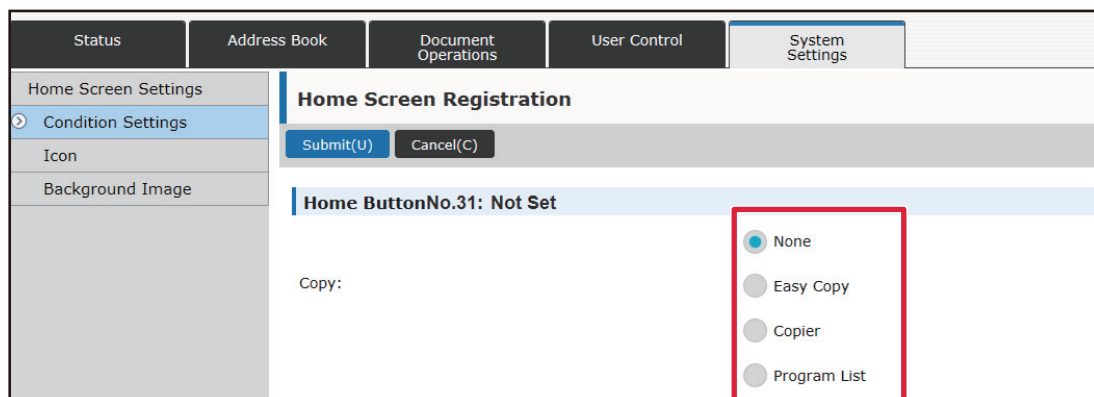 Status
Address Book
Document
Operations
User Control
System
Settings
Home Screen Settings
Condition Settings
Icon
Background Image
Home Screen Registration
Submit(U)
Cancel(C)
Home ButtonNo.31: Not Set
Copy:
None
Easy Copy
Copier
Program List